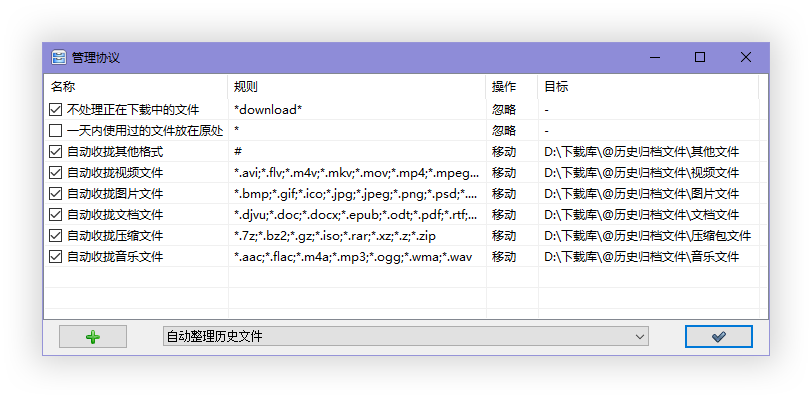 管理协议
名称 规则 操作 目标
不处理正在下载中的文件 *download* 忽略 -
一天内使用过的文件放在原处 * 忽略 -
自动收拢其他格式 # 移动 D:\下载库\@历史归档文件\其他文件
自动收拢视频文件 *.avi;*.flv;*.m4v;*.mkv;*.mov;*.mp4;*.mpeg... 移动 D:\下载库\@历史归档文件\视频文件
自动收拢图片文件 *.bmp;*.gif;*.ico;*.jpg;*.jpeg;*.png;*.psd;*.... 移动 D:\下载库\@历史归档文件\图片文件
自动收拢文档文件 *.djvu;*.doc;*.docx;*.epub;*.odt;*.pdf;*.rtf;... 移动 D:\下载库\@历史归档文件\文档文件
自动收拢压缩文件 *.7z;*.bz2;*.gz;*.iso;*.rar;*.xz;*.z;*.zip 移动 D:\下载库\@历史归档文件\压缩包文件
自动收拢音乐文件 *.aac;*.flac;*.m4a;*.mp3;*.ogg;*.wma;*.wav 移动 D:\下载库\@历史归档文件\音乐文件
自动整理历史文件